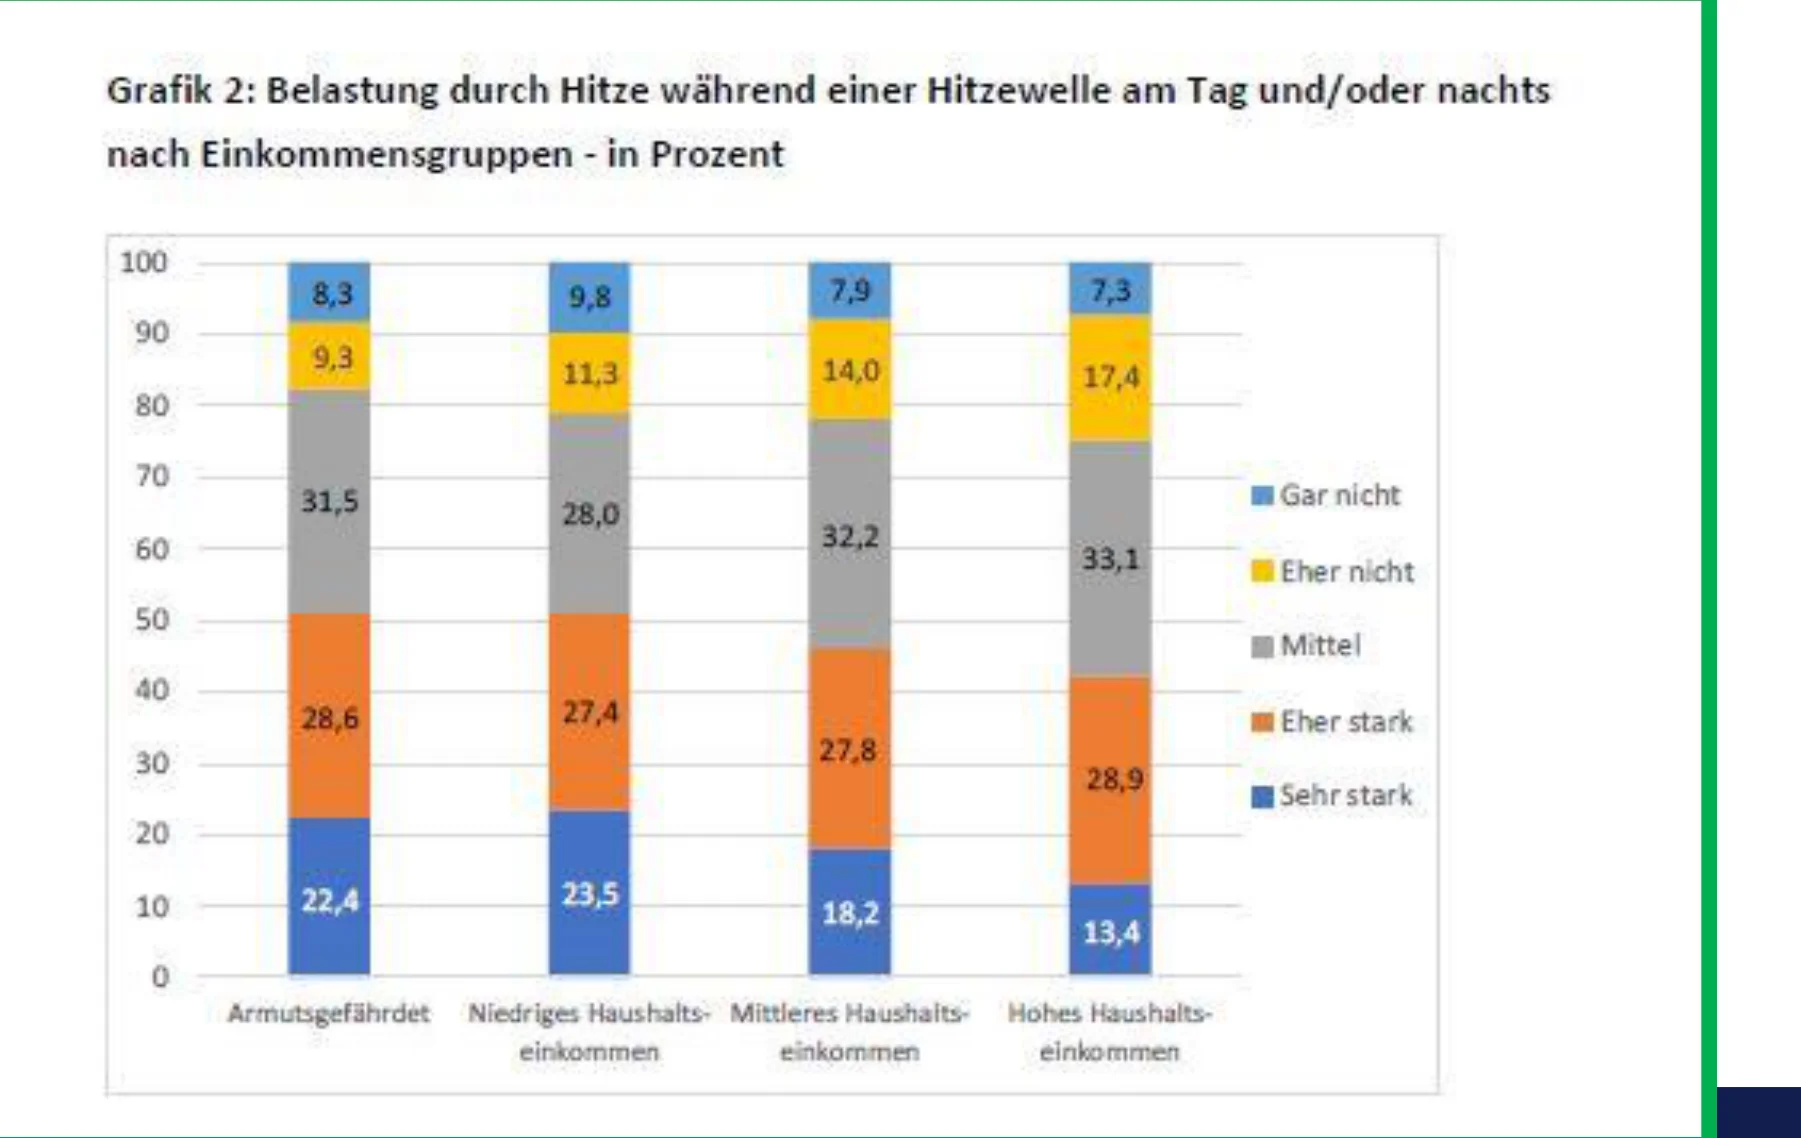 Grafik 2: Belastung durch Hitze während einer Hitzewelle am Tag und/oder nachts
nach Einkommensgruppen - in Prozent
100
90
80
70
60
50
40
30
20
10
0
8,3
9,3
31,5
28,6
22,4
9,8
11,3
28,0
27,4
23,5
7,9
14,0
32,2
27,8
18,2
7,3
17,4
33,1
28,9
13,4
Armutsgefährdet
Niedriges Haushalts-
einkommen
Mittleres Haushalts-
einkommen
Hohes Haushalts-
einkommen
Gar nicht
Eher nicht
Mittel
Eher stark
Sehr stark